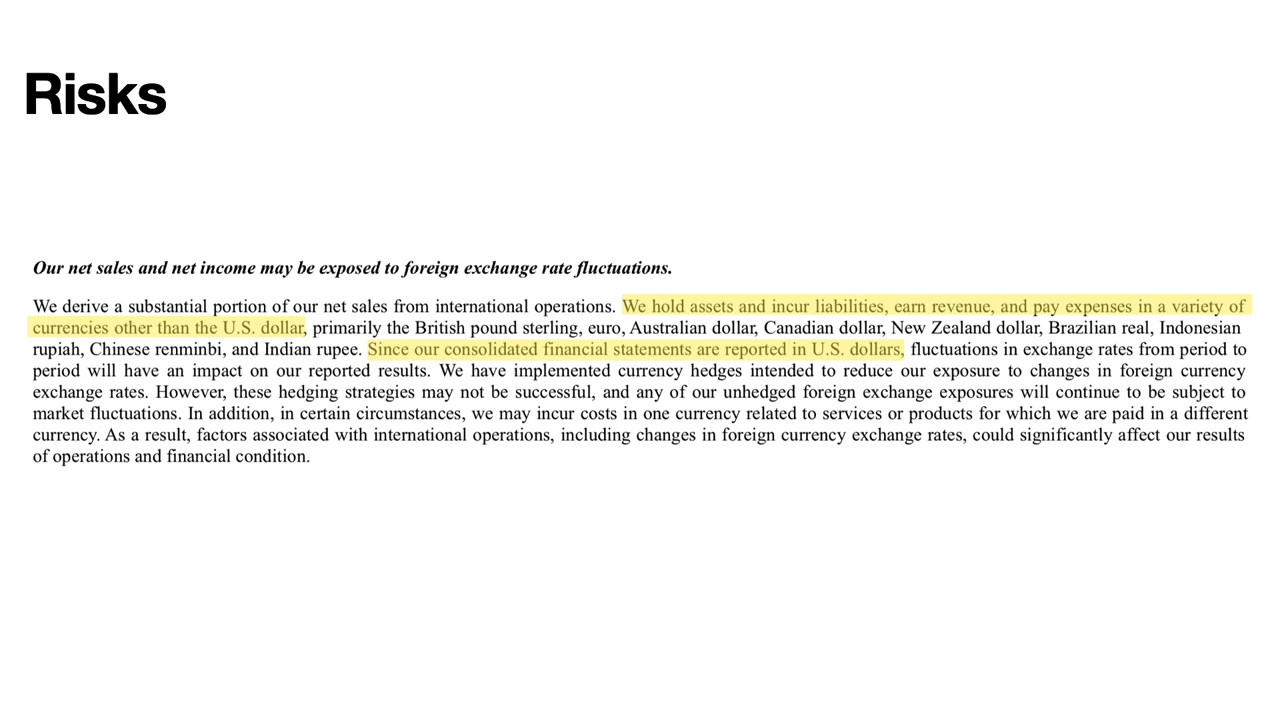 Risks
Our net sales and net income may be exposed to foreign exchange rate fluctuations.
We derive a substantial portion of our net sales from international operations. We hold assets and incur liabilities, earn revenue, and pay expenses in a variety of
currencies other than the U.S. dollar, primarily the British pound sterling, euro, Australian dollar, Canadian dollar, New Zealand dollar, Brazilian real, Indonesian
rupiah, Chinese renminbi, and Indian rupee. Since our consolidated financial statements are reported in U.S. dollars, fluctuations in exchange rates from period to
period will have an impact on our reported results. We have implemented currency hedges intended to reduce our exposure to changes in foreign currency
exchange rates. However, these hedging strategies may not be successful, and any of our unhedged foreign exchange exposures will continue to be subject to
market fluctuations. In addition, in certain circumstances, we may incur costs in one currency related to services or products for which we are paid in a different
currency. As a result, factors associated with international operations, including changes in foreign currency exchange rates, could significantly affect our results
of operations and financial condition.